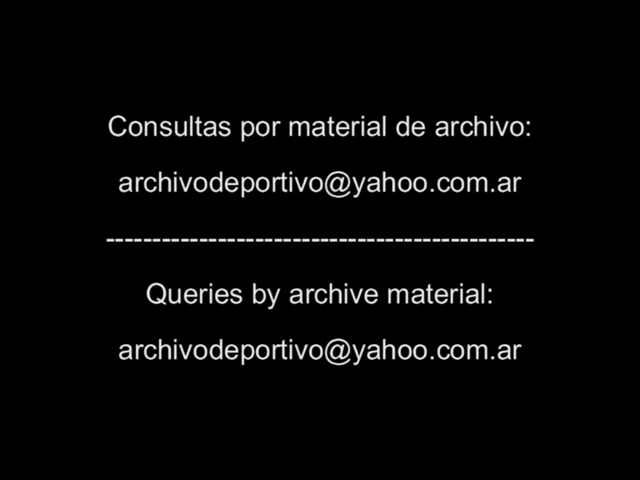 Consultas por material de archivo:
archivodeportivo@yahoo.com.ar
----------------------------------------------
Queries by archive material:
archivodeportivo@yahoo.com.ar